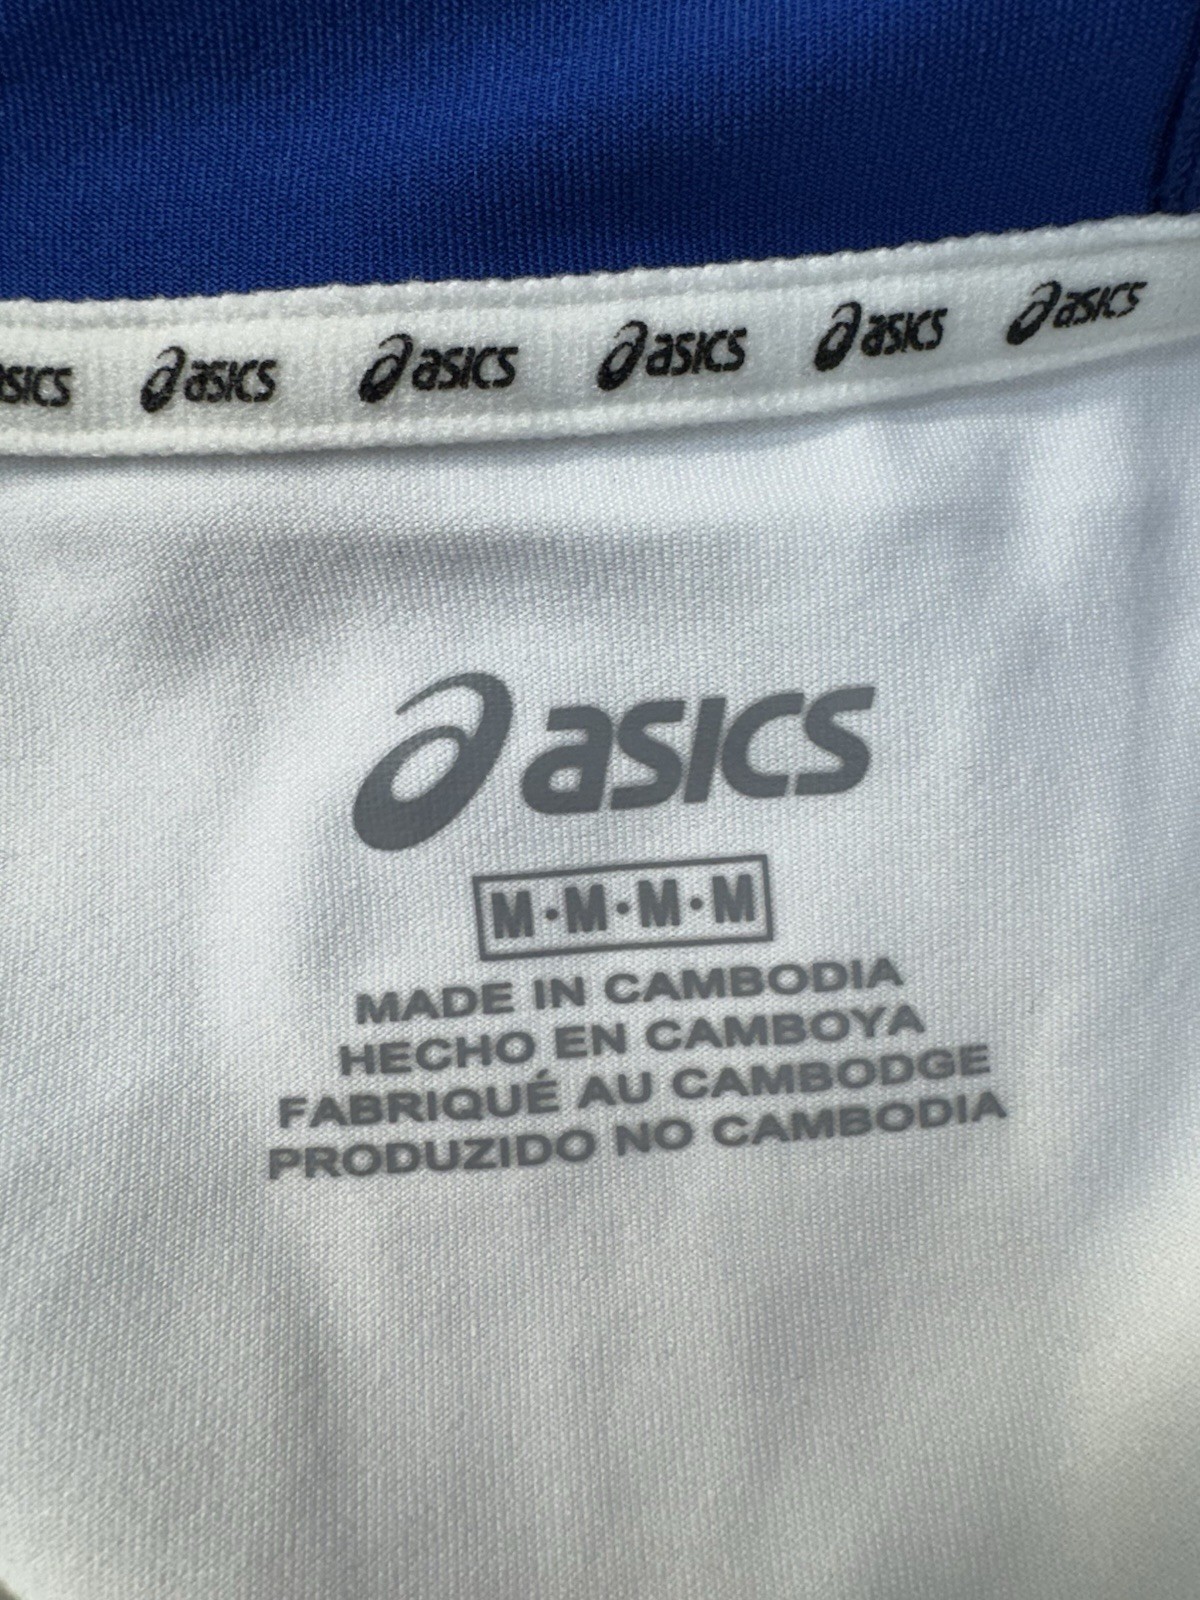 asics asics asics asics asics asics
asics
M·M·M·M
MADE IN CAMBODIA
HECHO EN CAMBOYA
FABRIQUÉ AU CAMBODGE
PRODUZIDO NO CAMBODIA